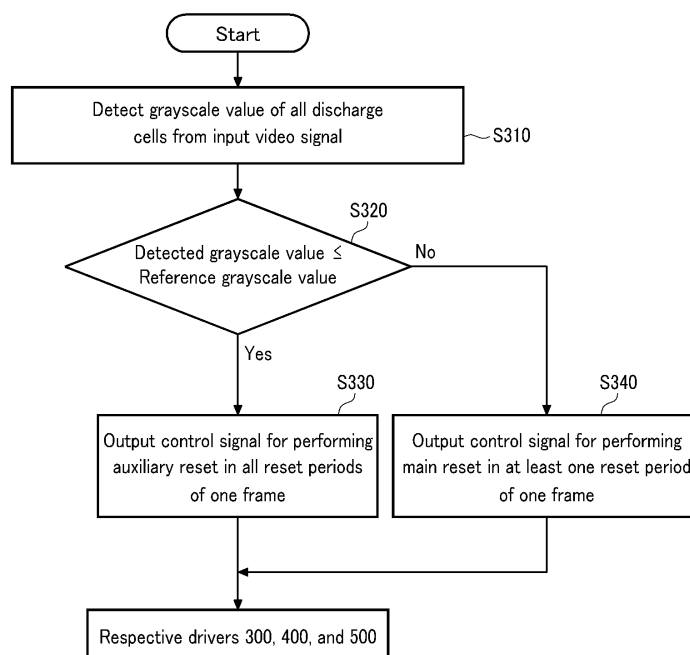 Start
Detect grayscale value of all discharge
cells from input video signal
S310
S320
Detected grayscale value ≤
Reference grayscale value
No
Yes
S330
Output control signal for performing
auxiliary reset in all reset periods
of one frame
S340
Output control signal for performing
main reset in at least one reset period
of one frame
Respective drivers 300, 400, and 500